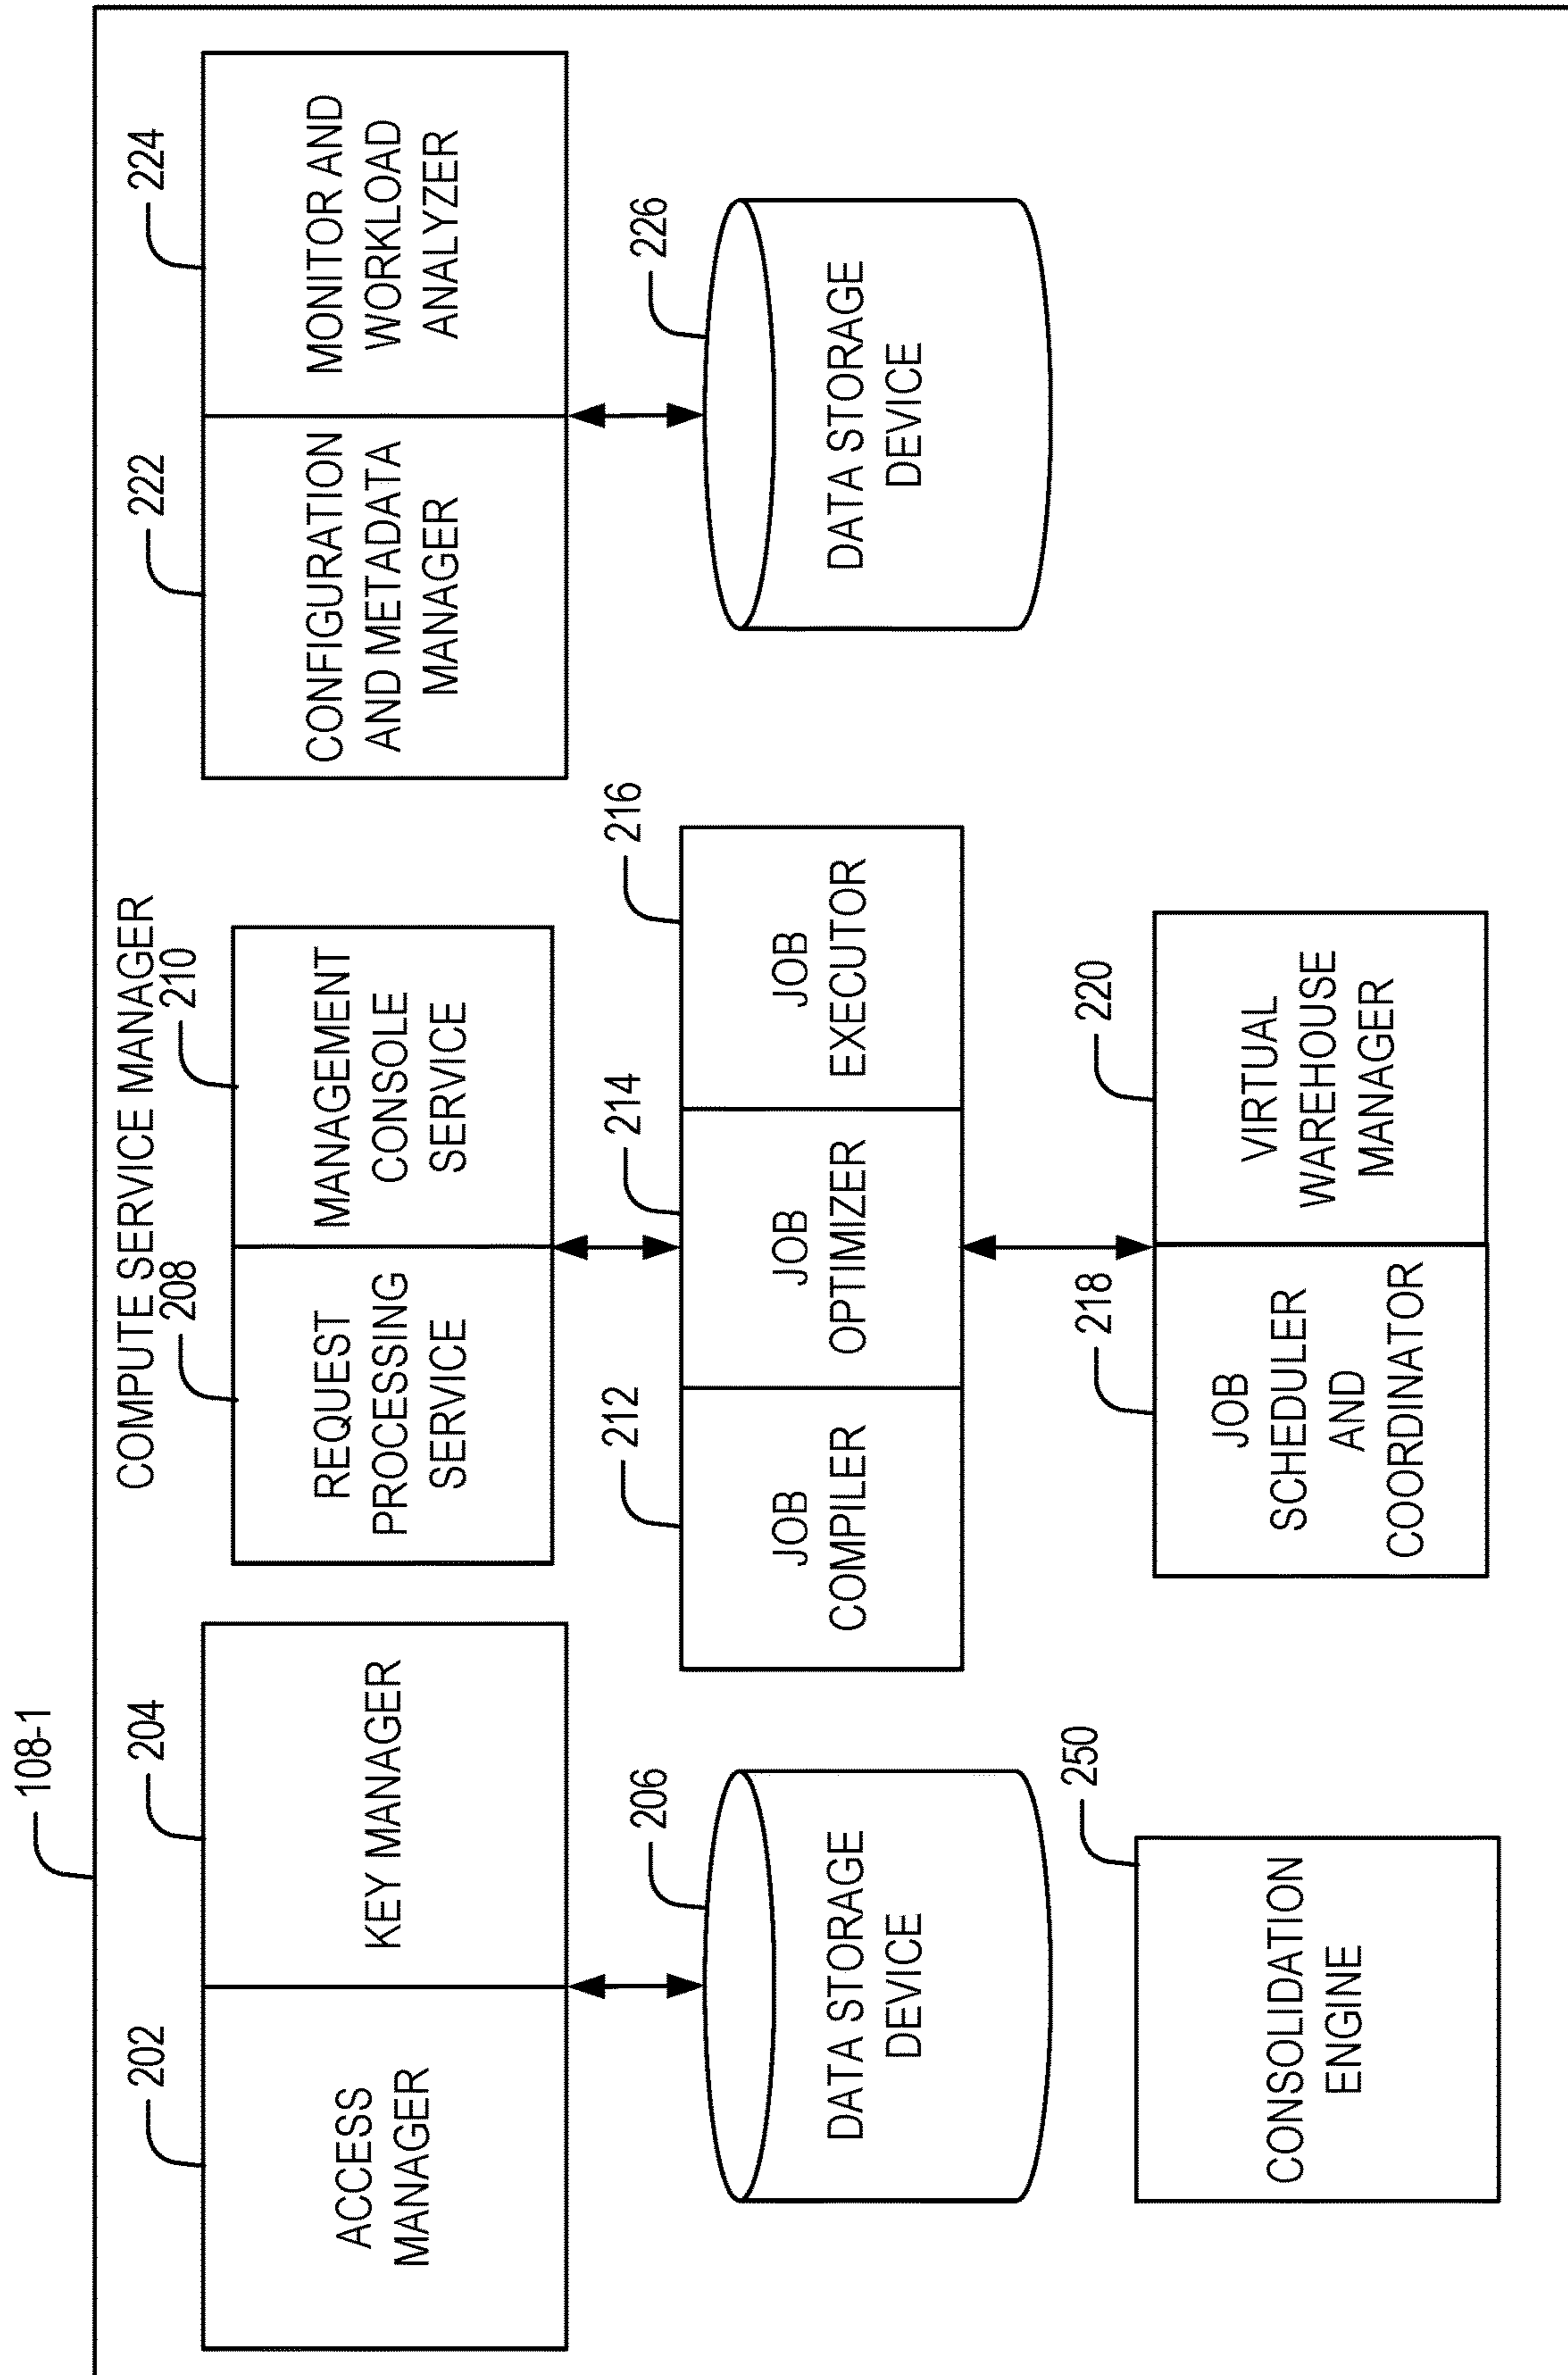 108-1
COMPUTE SERVICE MANAGER
202
204
ACCESS
MANAGER
KEY MANAGER
206
DATA STORAGE
DEVICE
250
CONSOLIDATION
ENGINE
208
210
REQUEST
PROCESSING
SERVICE
MANAGEMENT
CONSOLE
SERVICE
212
214
216
JOB
COMPILER
JOB
OPTIMIZER
JOB
EXECUTOR
218
220
JOB
SCHEDULER
AND
COORDINATOR
VIRTUAL
WAREHOUSE
MANAGER
222
224
CONFIGURATION
AND METADATA
MANAGER
MONITOR AND
WORKLOAD
ANALYZER
226
DATA STORAGE
DEVICE